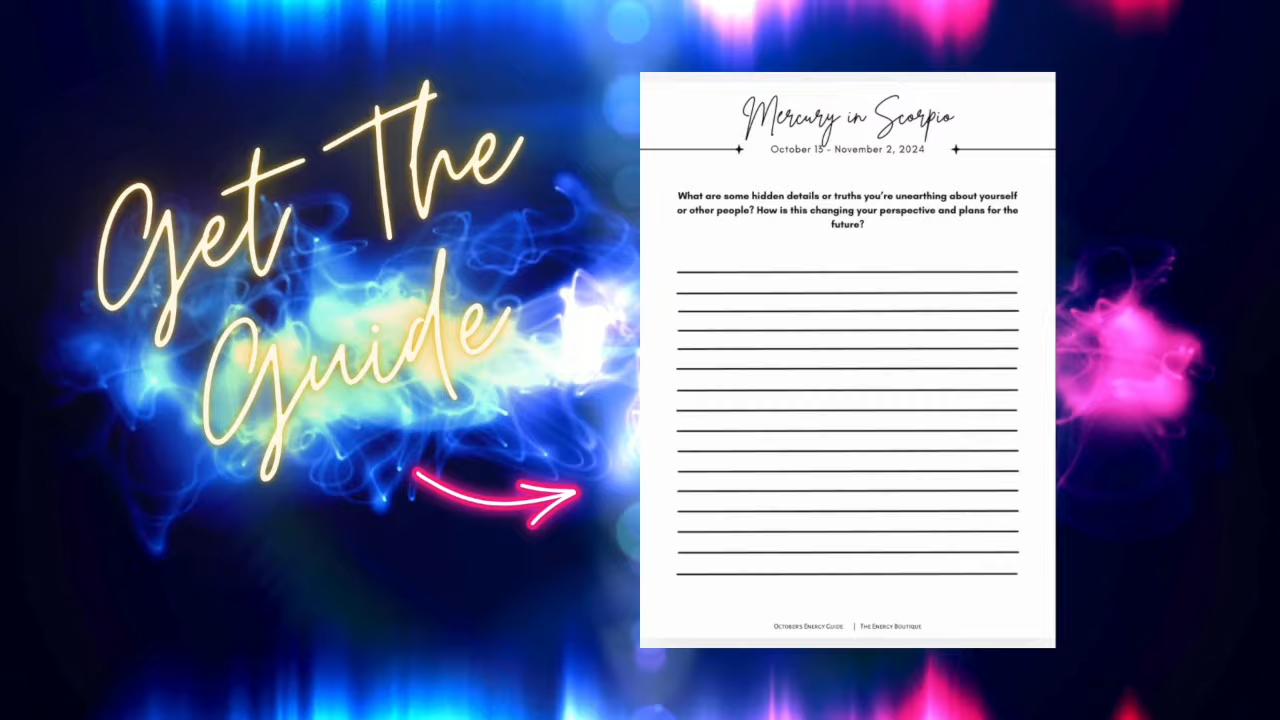 Get The
Guide
Mercury in Scorpio
October 13 - November 2, 2024
What are some hidden details or truths you're unearthing about yourself
or other people? How is this changing your perspective and plans for the
future?
October's Energy Guide | The Energy Boutique